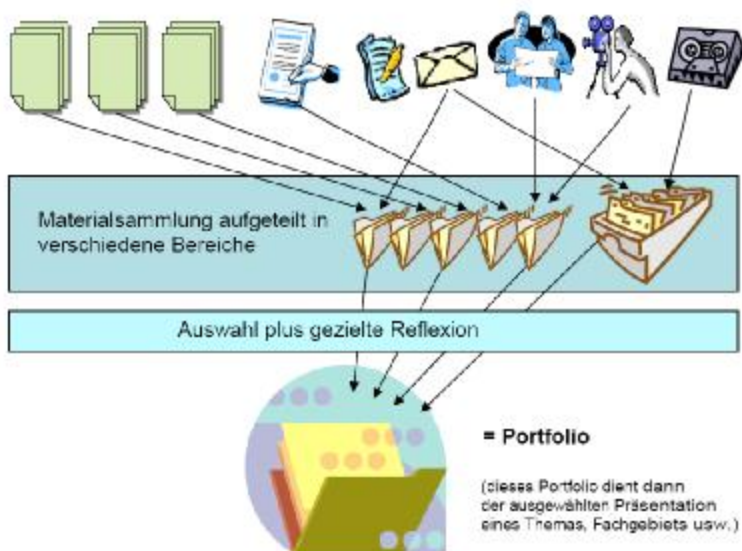 Materialsammlung aufgeteilt in
verschiedene Bereiche
Auswahl plus gezielte Reflexion
= Portfolio
(dieses Portfolio dient dann
der ausgewählten Präsentation
eines Themas, Fachgebiets usw.)